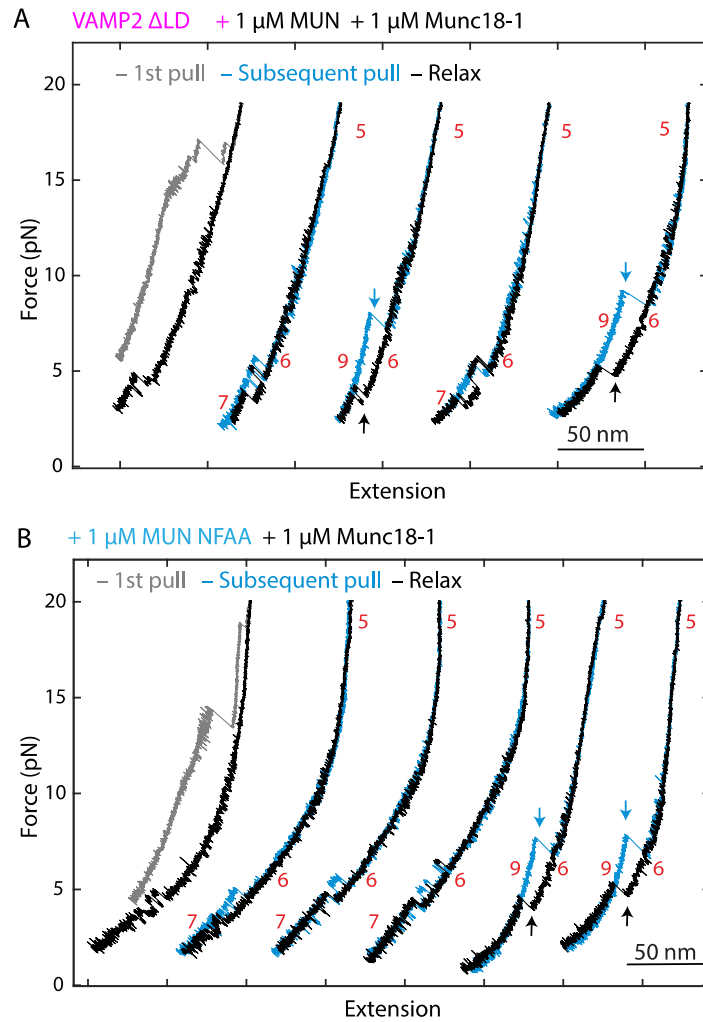 A VAMP2 ΔLD + 1 μM MUN + 1 μM Munc18-1
– 1st pull – Subsequent pull – Relax
20
15
10
5
0
Force (pN)
5 5 5 5
6 9 6 6 9 6
7 7
50 nm
Extension
B + 1 μM MUN NFAA + 1 μM Munc18-1
– 1st pull – Subsequent pull – Relax
20
15
10
5
0
Force (pN)
5 5 5 5 5
6 6 6 9 6 9 6
7 7 7
50 nm
Extension